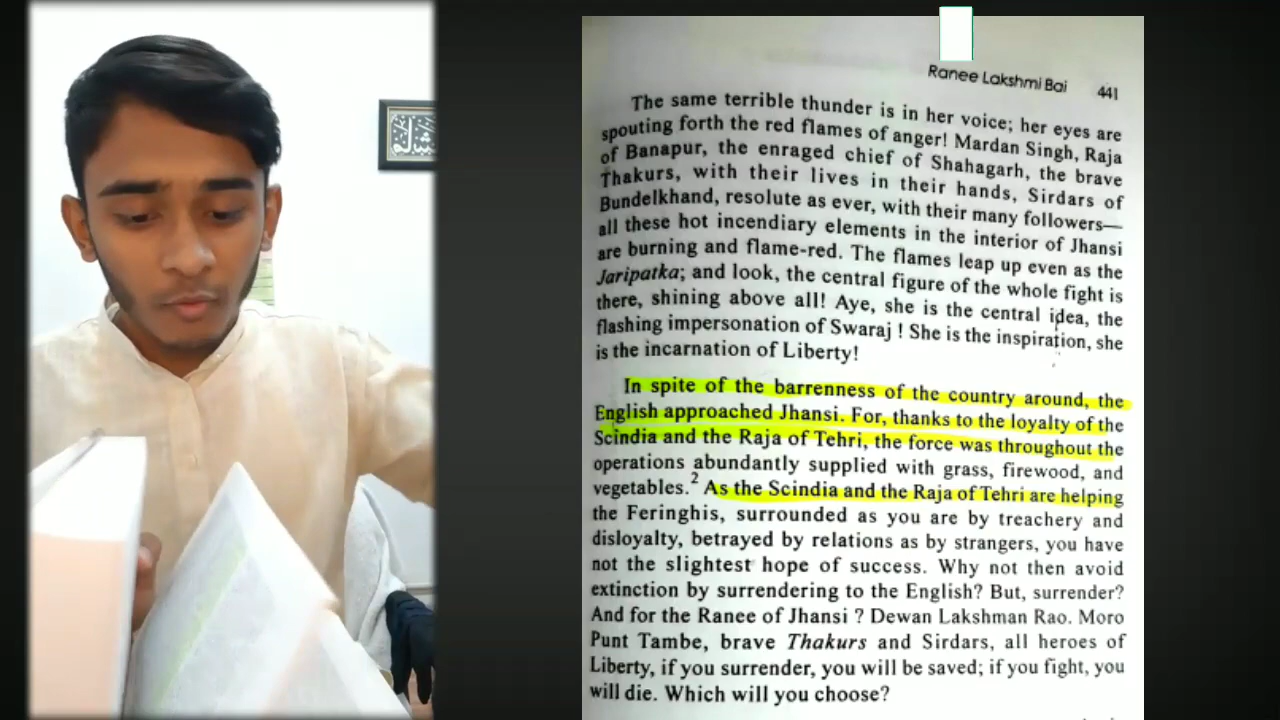 Ranee Lakshmi Bai 441
The same terrible thunder is in her voice; her eyes are
spouting forth the red flames of anger! Mardan Singh, Raja
of Banapur, the enraged chief of Shahagarh, the brave
Thakurs, with their lives in their hands, Sirdars of
Bundelkhand, resolute as ever, with their many followers—
all these hot incendiary elements in the interior of Jhansi
are burning and flame-red. The flames leap up even as the
Jaripatka; and look, the central figure of the whole fight is
there, shining above all! Aye, she is the central idea, the
flashing impersonation of Swaraj ! She is the inspiration, she
is the incarnation of Liberty!
In spite of the barrenness of the country around, the
English approached Jhansi. For, thanks to the loyalty of the
Scindia and the Raja of Tehri, the force was throughout the
operations abundantly supplied with grass, firewood, and
vegetables.2 As the Scindia and the Raja of Tehri are helping
the Feringhis, surrounded as you are by treachery and
disloyalty, betrayed by relations as by strangers, you have
not the slightest hope of success. Why not then avoid
extinction by surrendering to the English? But, surrender?
And for the Ranee of Jhansi ? Dewan Lakshman Rao. Moro
Punt Tambe, brave Thakurs and Sirdars, all heroes of
Liberty, if you surrender, you will be saved; if you fight, you
will die. Which will you choose?